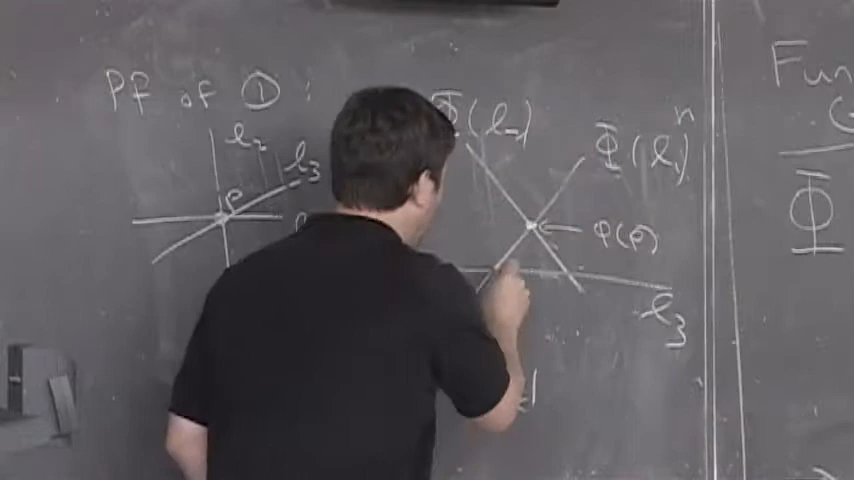 Pf of ① :
l₂
l₃
P
Φ(l₂)
Φ(l₁)
n
φ(p)
l₃
Fun
Φ